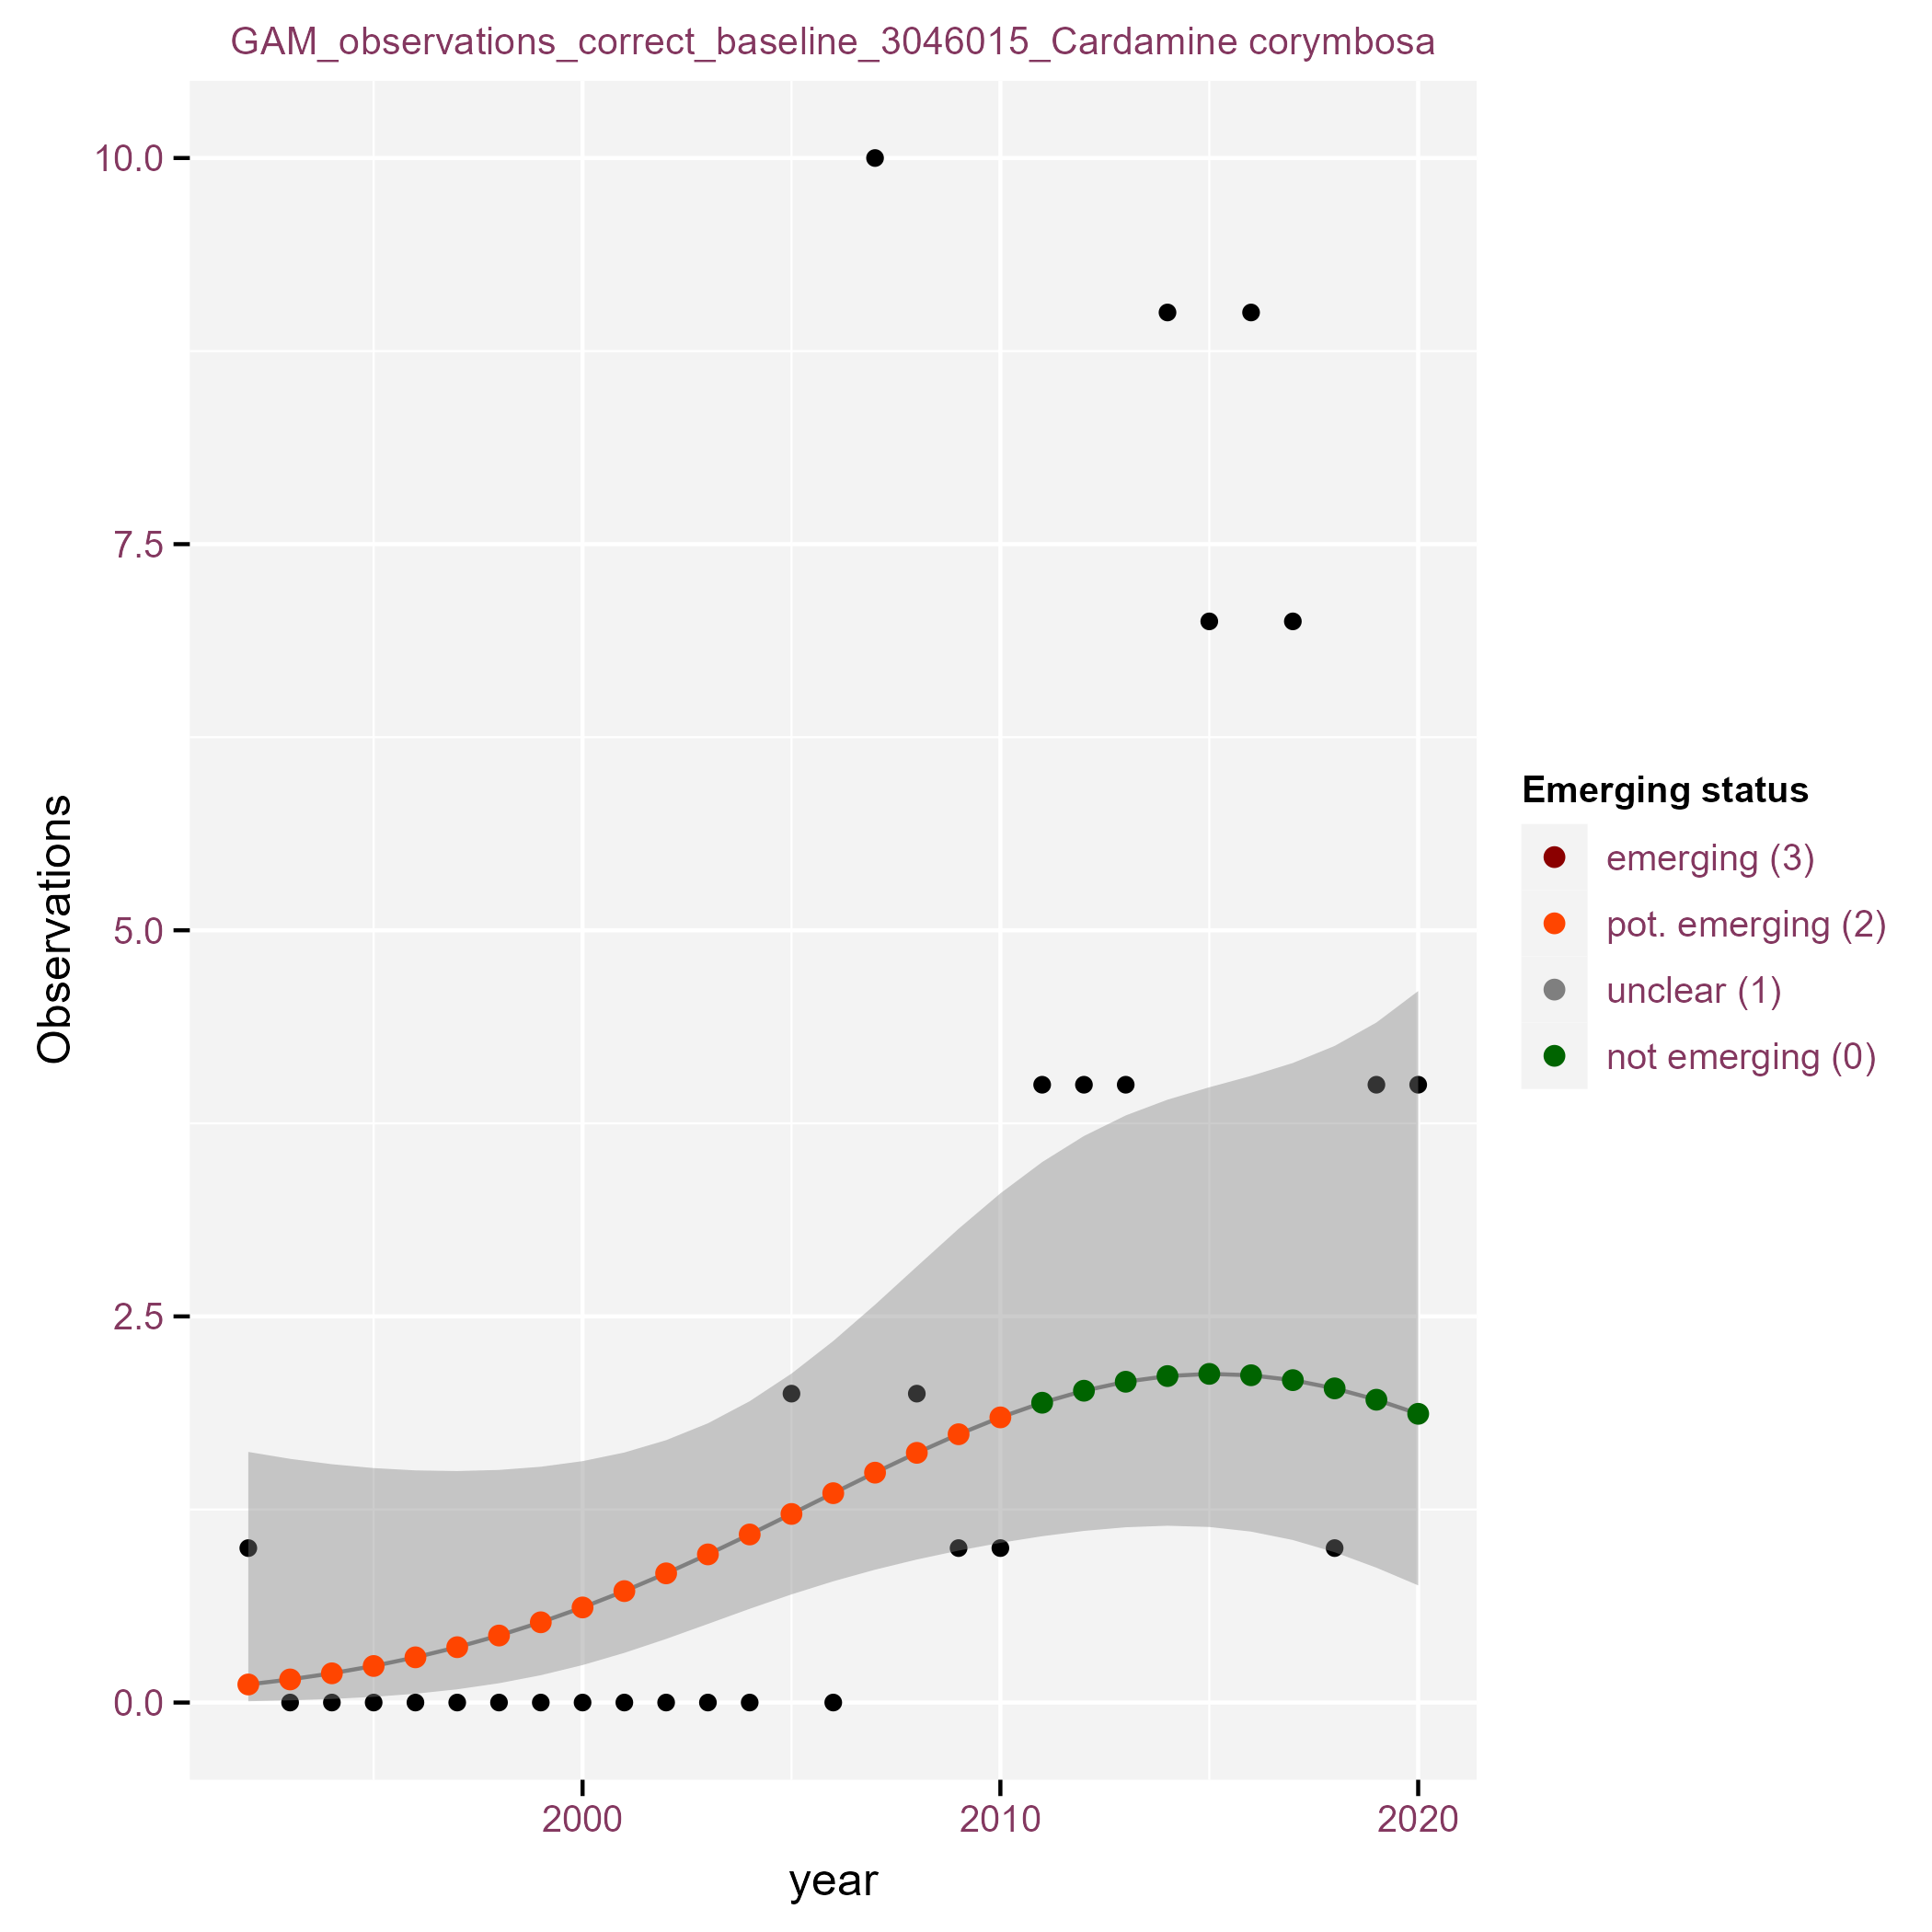 GAM_observations_correct_baseline_3046015_Cardamine corymbosa
10.0
7.5
5.0
2.5
0.0
Observations
2000
2010
2020
year
Emerging status
emerging (3)
pot. emerging (2)
unclear (1)
not emerging (0)